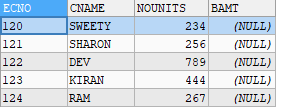 ECNO CNAME NOUNITS BAMT
120 SWEETY 234 (NULL)
121 SHARON 256 (NULL)
122 DEV 789 (NULL)
123 KIRAN 444 (NULL)
124 RAM 267 (NULL)